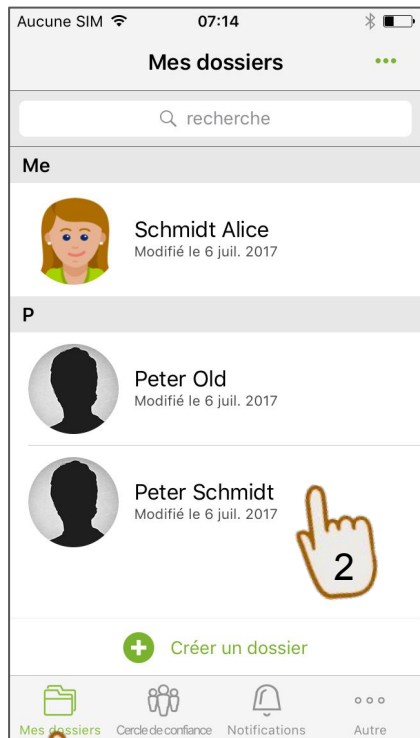 Aucune SIM 07:14
Mes dossiers
recherche
Me
Schmidt Alice
Modifié le 6 juil. 2017
P
Peter Old
Modifié le 6 juil. 2017
Peter Schmidt
Modifié le 6 juil. 2017
2
Créer un dossier
Mes dossiers Cercle de confiance Notifications Autre